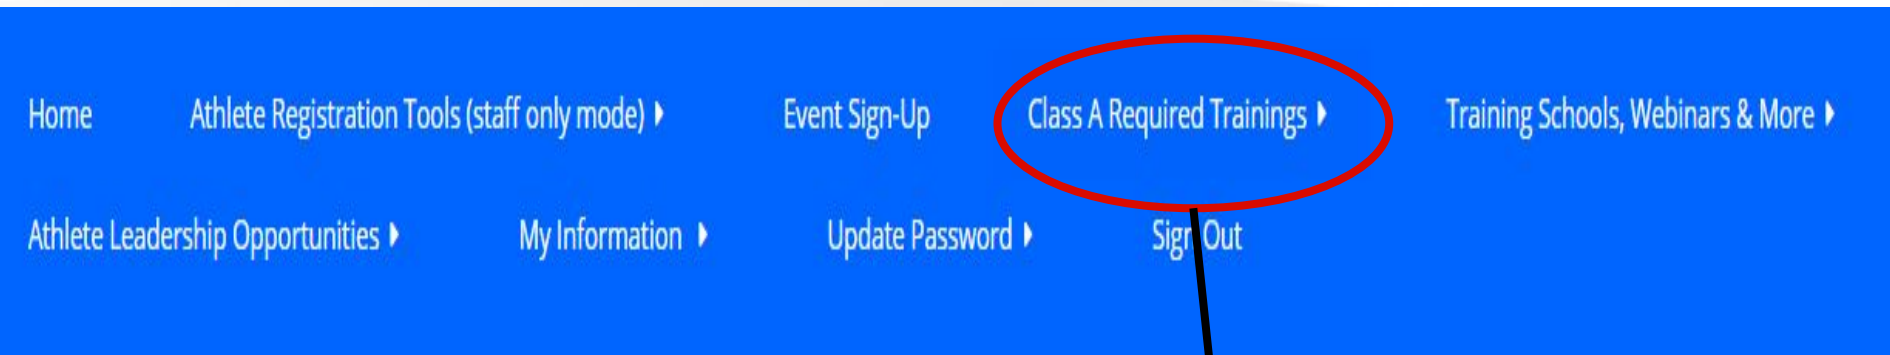 Home Athlete Registration Tools (staff only mode) Event Sign-Up Class A Required Trainings Training Schools, Webinars & More
Athlete Leadership Opportunities My Information Update Password Sign Out